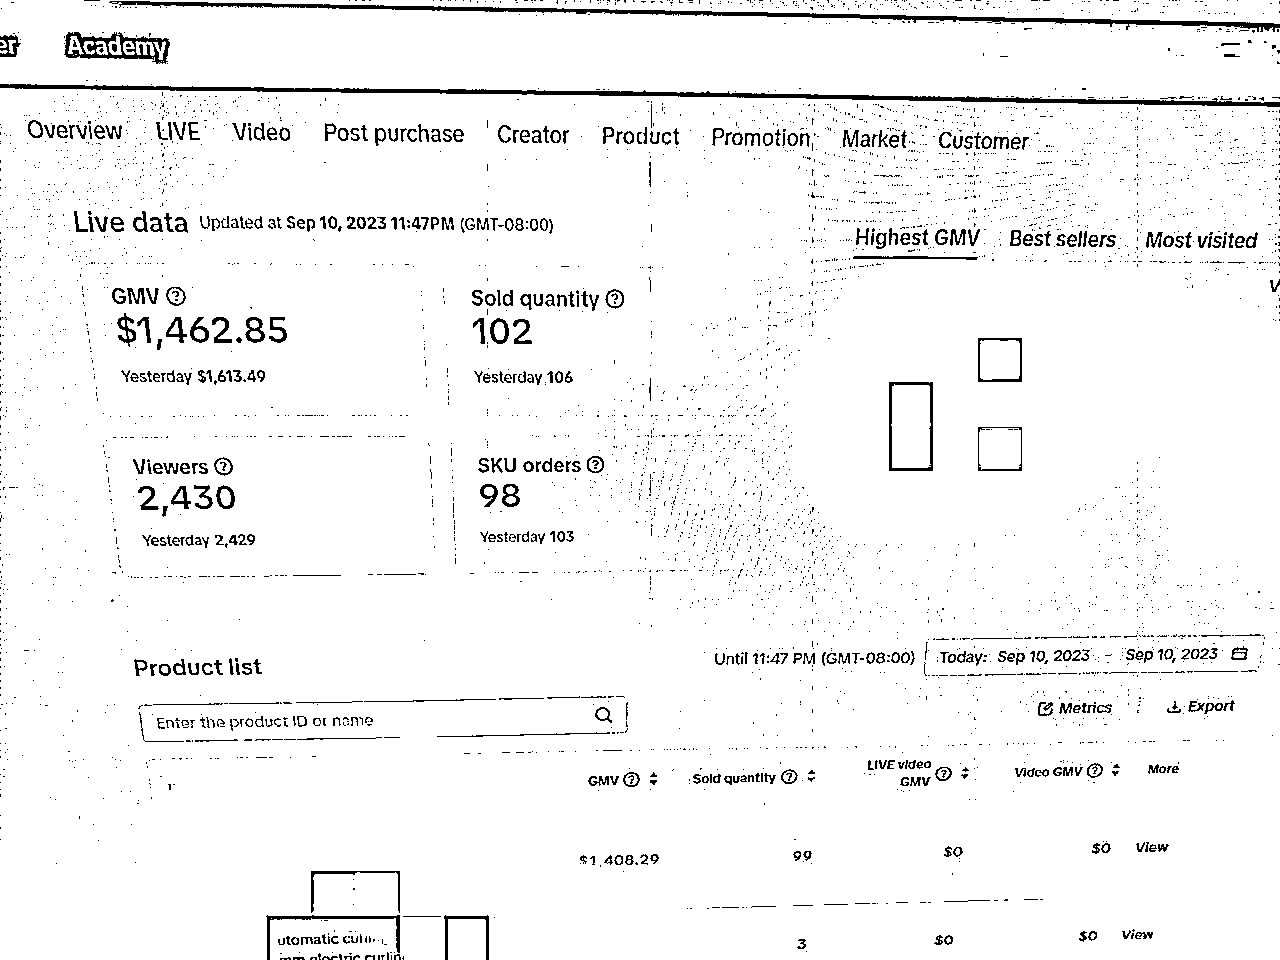 er Academy
Overview LIVE Video Post purchase Creator Product Promotion Market Customer
Live data Updated at Sep 10, 2023 11:47PM (GMT-08:00)
Highest GMV Best sellers Most visited
GMV
$1,462.85
Yesterday $1,613.49
Sold quantity
102
Yesterday 106
Viewers
2,430
Yesterday 2,429
SKU orders
98
Yesterday 103
Product list
Until 11:47 PM (GMT-08:00) Today: Sep 10, 2023 – Sep 10, 2023
Enter the product ID or name
Metrics Export
GMV Sold quantity LIVE video GMV Video GMV More
$1,408.29 99 $0 $0 View
utomatic
3 $0 $0 View
electric curlin